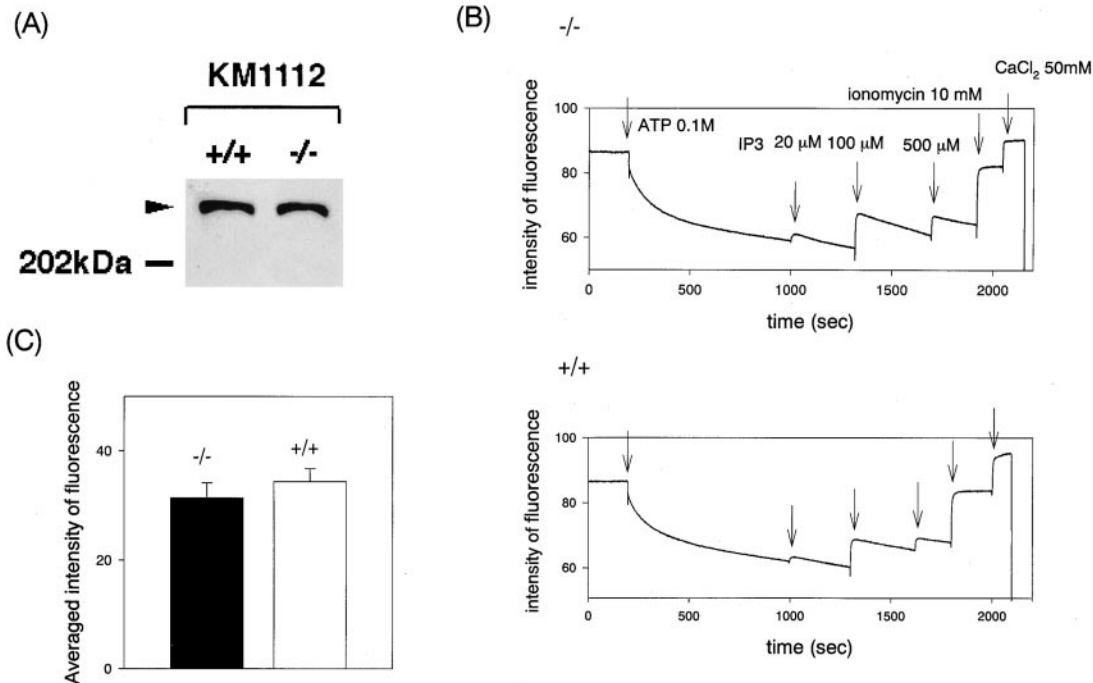 (A)
KM1112
+/+ -/-
202kDa
(B)
-/-
CaCl₂ 50mM
ionomycin 10 mM
ATP 0.1M
IP3 20 μM 100 μM 500 μM
intensity of fluorescence
100
80
60
0 500 1000 1500 2000
time (sec)
+/+
intensity of fluorescence
100
80
60
0 500 1000 1500 2000
time (sec)
(C)
Averaged intensity of fluorescence
40
20
0
-/-
+/+